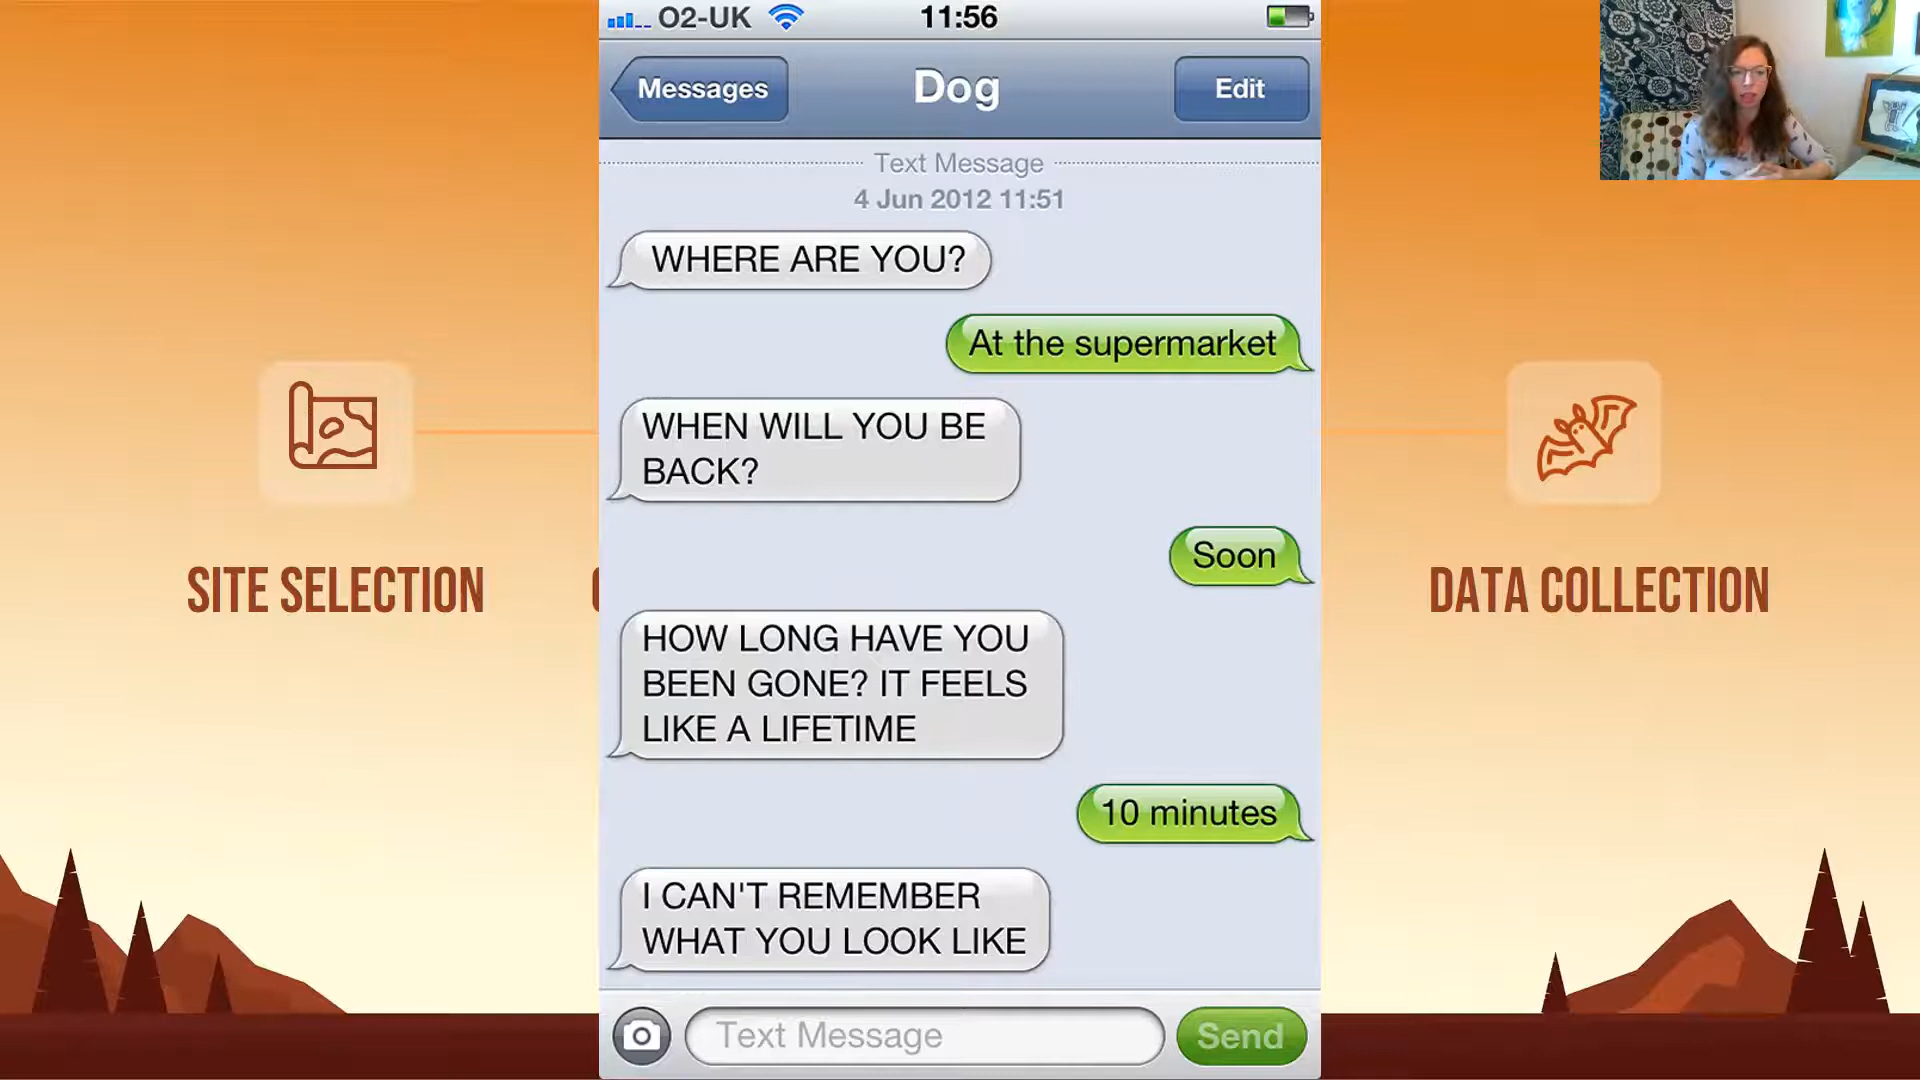 O2-UK
11:56
Messages
Dog
Edit
Text Message
4 Jun 2012 11:51
WHERE ARE YOU?
At the supermarket
WHEN WILL YOU BE
BACK?
Soon
HOW LONG HAVE YOU
BEEN GONE? IT FEELS
LIKE A LIFETIME
10 minutes
I CAN'T REMEMBER
WHAT YOU LOOK LIKE
Text Message
Send
SITE SELECTION
DATA COLLECTION